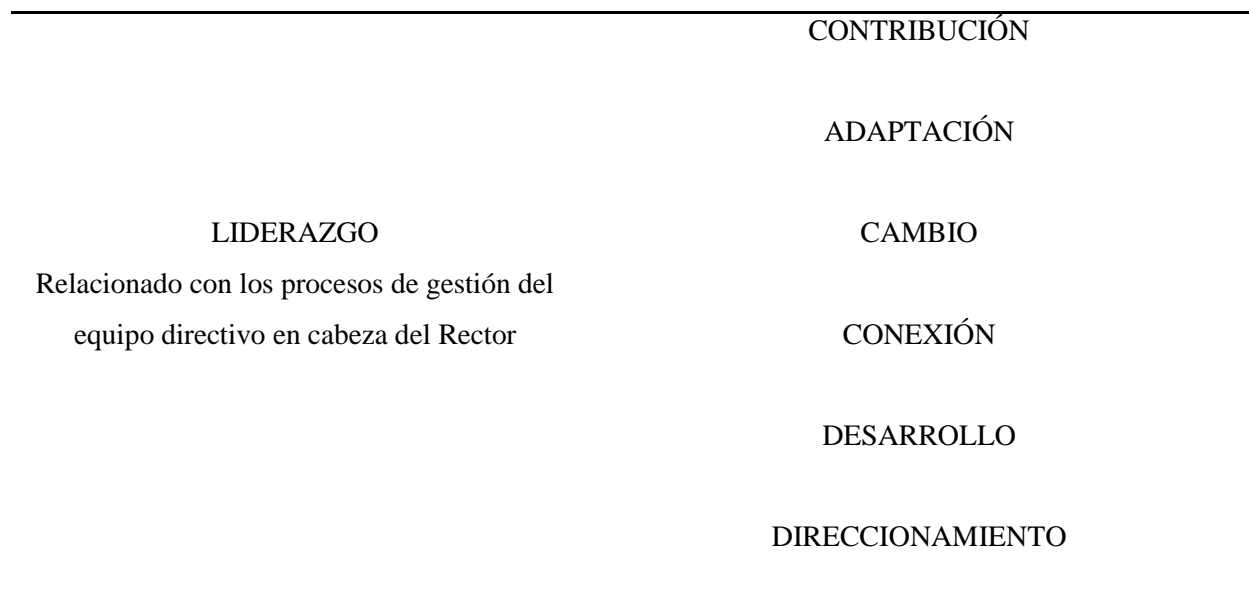 CONTRIBUCIÓN
ADAPTACIÓN
LIDERAZGO
Relacionado con los procesos de gestión del
equipo directivo en cabeza del Rector
CAMBIO
CONEXIÓN
DESARROLLO
DIRECCIONAMIENTO